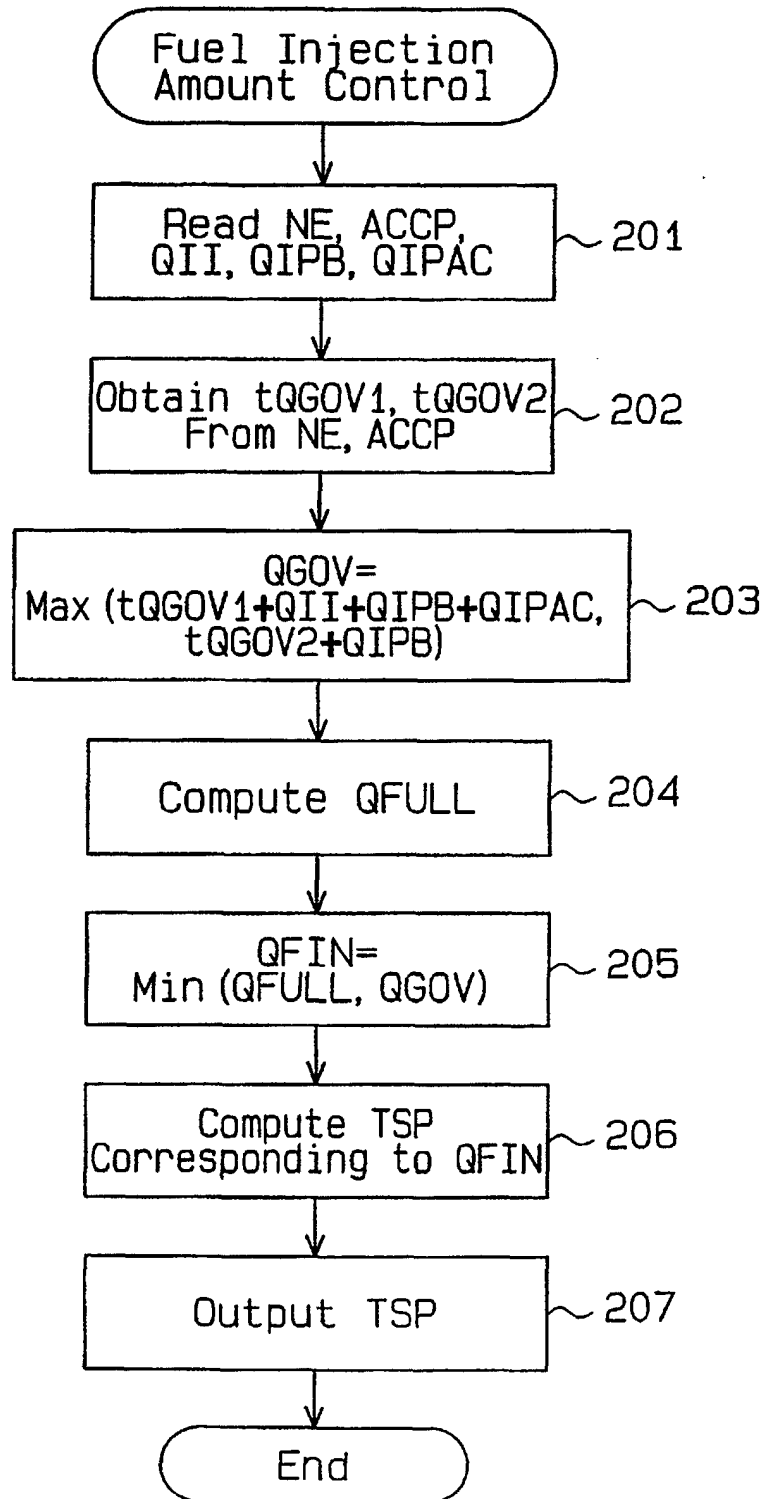 Fuel Injection
Amount Control
Read NE, ACCP,
QII, QIPB, QIPAC
201
Obtain tQGOV1, tQGOV2
From NE, ACCP
202
QGOV=
Max (tQGOV1+QII+QIPB+QIPAC,
tQGOV2+QIPB)
203
Compute QFULL
204
QFIN=
Min (QFULL, QGOV)
205
Compute TSP
Corresponding to QFIN
206
Output TSP
207
End